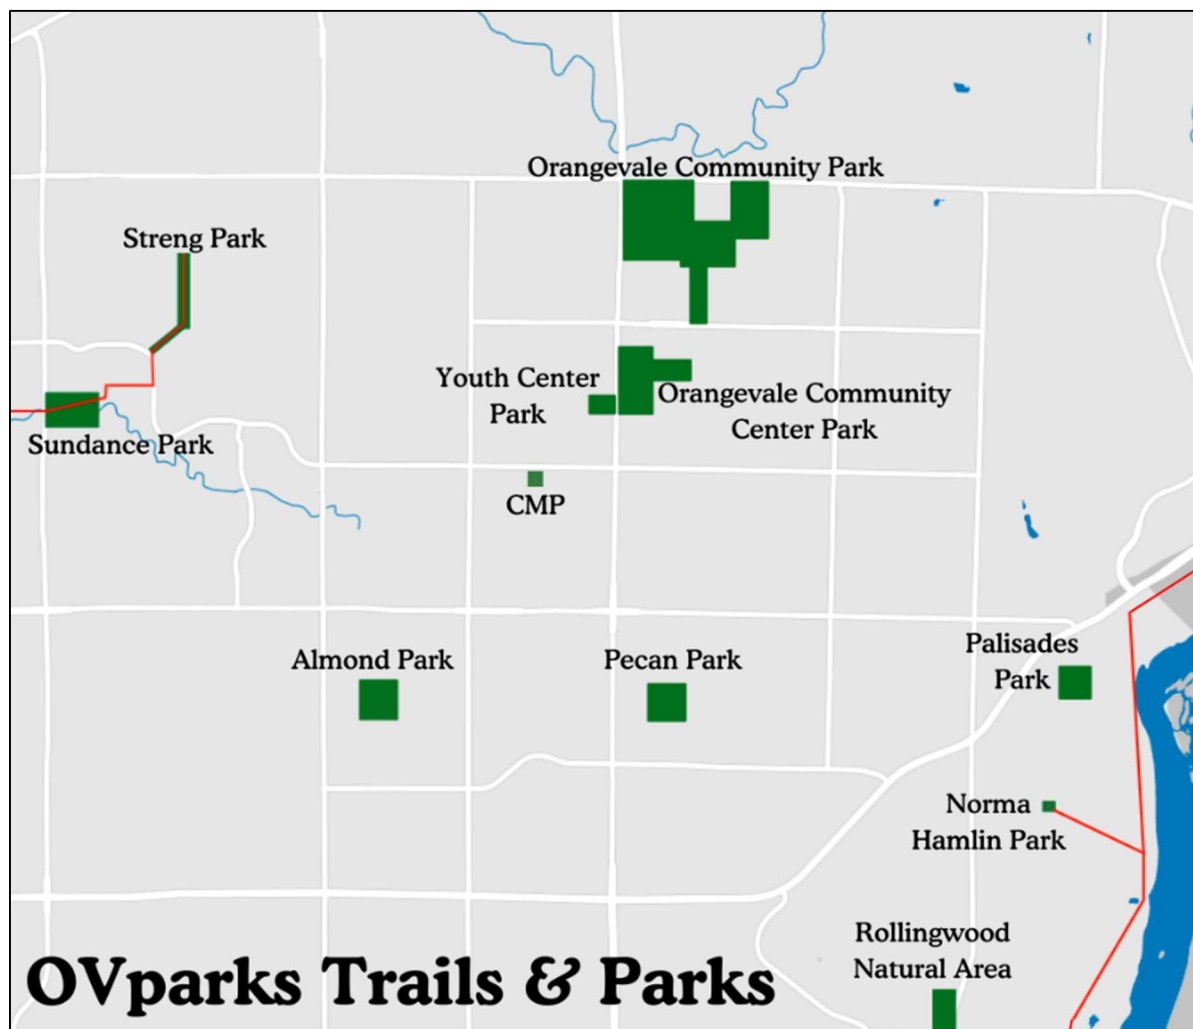 Orangevale Community Park
Streng Park
Youth Center
Park
Orangevale Community
Center Park
Sundance Park
CMP
Almond Park
Pecan Park
Palisades
Park
Norma
Hamlin Park
Rollingwood
Natural Area
OVparks Trails & Parks